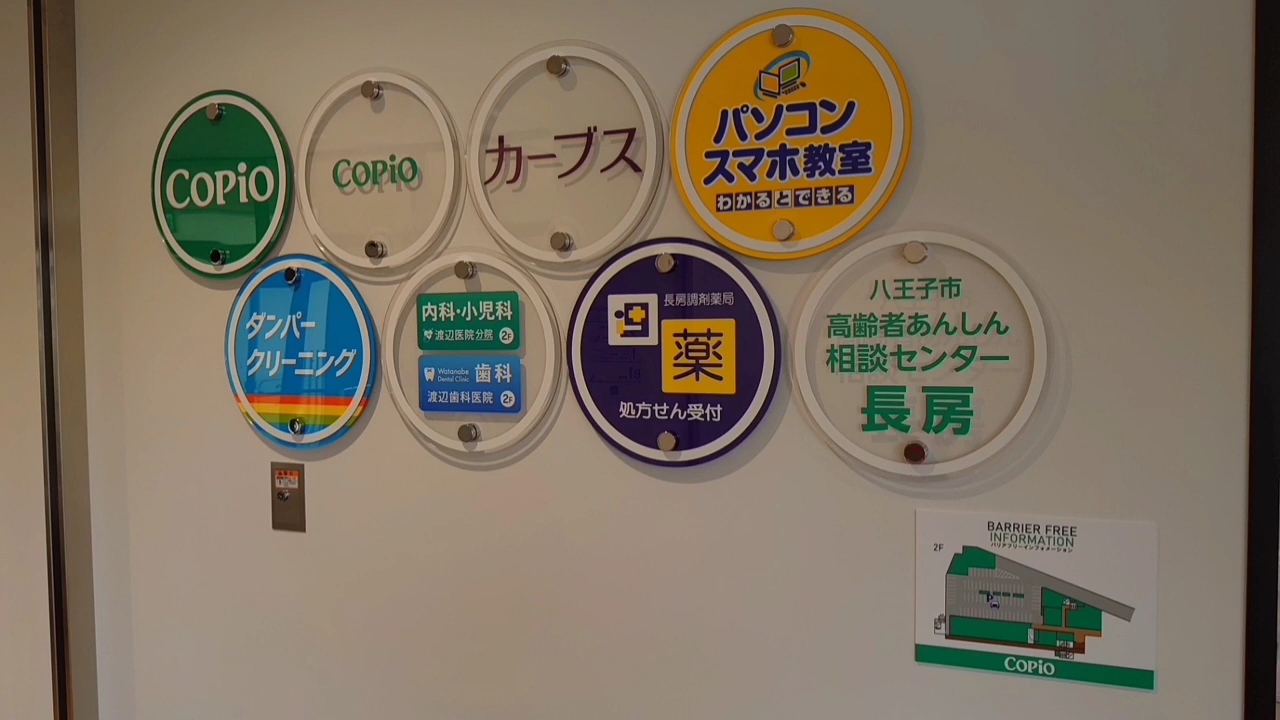 COPiO
COPiO
カーブス
パソコン
スマホ教室
わかるとできる
ダンパー
クリーニング
内科・小児科
渡辺医院分院 2F
Watanabe
Dental Clinic
歯科
渡辺歯科医院 2F
長房調剤薬局
薬
処方せん受付
八王子市
高齢者あんしん
相談センター
長房
BARRIER FREE
INFORMATION
バリアフリーインフォメーション
2F
P
COPiO